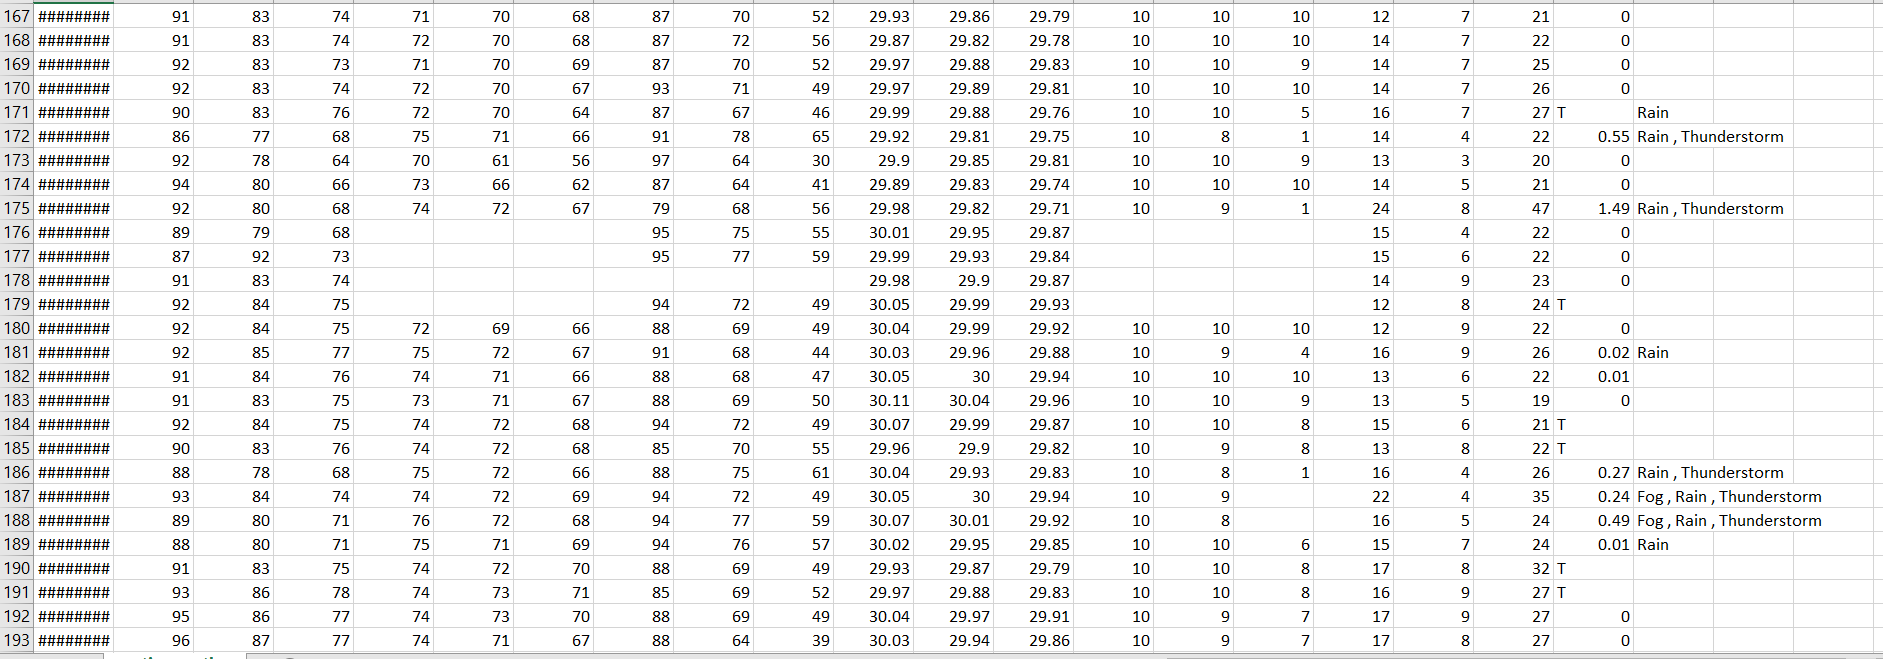 167 ######## 91 83 74 71 70 68 87 70 52 29.93 29.86 29.79 10 10 10 12 7 21 0
168 ######## 91 83 74 72 70 68 87 72 56 29.87 29.82 29.78 10 10 10 14 7 22 0
169 ######## 92 83 73 71 70 69 87 70 52 29.97 29.88 29.83 10 10 9 14 7 25 0
170 ######## 92 83 74 72 70 67 93 71 49 29.97 29.89 29.81 10 10 10 14 7 26 0
171 ######## 90 83 76 72 70 64 87 67 46 29.99 29.88 29.76 10 10 5 16 7 27 T Rain
172 ######## 86 77 68 75 71 66 91 78 65 29.92 29.81 29.75 10 8 1 14 4 22 0.55 Rain , Thunderstorm
173 ######## 92 78 64 70 61 56 97 64 30 29.9 29.85 29.81 10 10 9 13 3 20 0
174 ######## 94 80 66 73 66 62 87 64 41 29.89 29.83 29.74 10 10 10 14 5 21 0
175 ######## 92 80 68 74 72 67 79 68 56 29.98 29.82 29.71 10 9 1 24 8 47 1.49 Rain , Thunderstorm
176 ######## 89 79 68 95 75 55 30.01 29.95 29.87 15 4 22 0
177 ######## 87 92 73 95 77 59 29.99 29.93 29.84 15 6 22 0
178 ######## 91 83 74 29.98 29.9 29.87 14 9 23 0
179 ######## 92 84 75 94 72 49 30.05 29.99 29.93 12 8 24 T
180 ######## 92 84 75 72 69 66 88 69 49 30.04 29.99 29.92 10 10 10 12 9 22 0
181 ######## 92 85 77 75 72 67 91 68 44 30.03 29.96 29.88 10 9 4 16 9 26 0.02 Rain
182 ######## 91 84 76 74 71 66 88 68 47 30.05 30 29.94 10 10 10 13 6 22 0.01
183 ######## 91 83 75 73 71 67 88 69 50 30.11 30.04 29.96 10 10 9 13 5 19 0
184 ######## 92 84 75 74 72 68 94 72 49 30.07 29.99 29.87 10 10 8 15 6 21 T
185 ######## 90 83 76 74 72 68 85 70 55 29.96 29.9 29.82 10 9 8 13 8 22 T
186 ######## 88 78 68 75 72 66 88 75 61 30.04 29.93 29.83 10 8 1 16 4 26 0.27 Rain , Thunderstorm
187 ######## 93 84 74 74 72 69 94 72 49 30.05 30 29.94 10 9 22 4 35 0.24 Fog , Rain , Thunderstorm
188 ######## 89 80 71 76 72 68 94 77 59 30.07 30.01 29.92 10 8 16 5 24 0.49 Fog , Rain , Thunderstorm
189 ######## 88 80 71 75 71 69 94 76 57 30.02 29.95 29.85 10 10 6 15 7 24 0.01 Rain
190 ######## 91 83 75 74 72 70 88 69 49 29.93 29.87 29.79 10 10 8 17 8 32 T
191 ######## 93 86 78 74 73 71 85 69 52 29.97 29.88 29.83 10 10 8 16 9 27 T
192 ######## 95 86 77 74 73 70 88 69 49 30.04 29.97 29.91 10 9 7 17 9 27 0
193 ######## 96 87 77 74 71 67 88 64 39 30.03 29.94 29.86 10 9 7 17 8 27 0